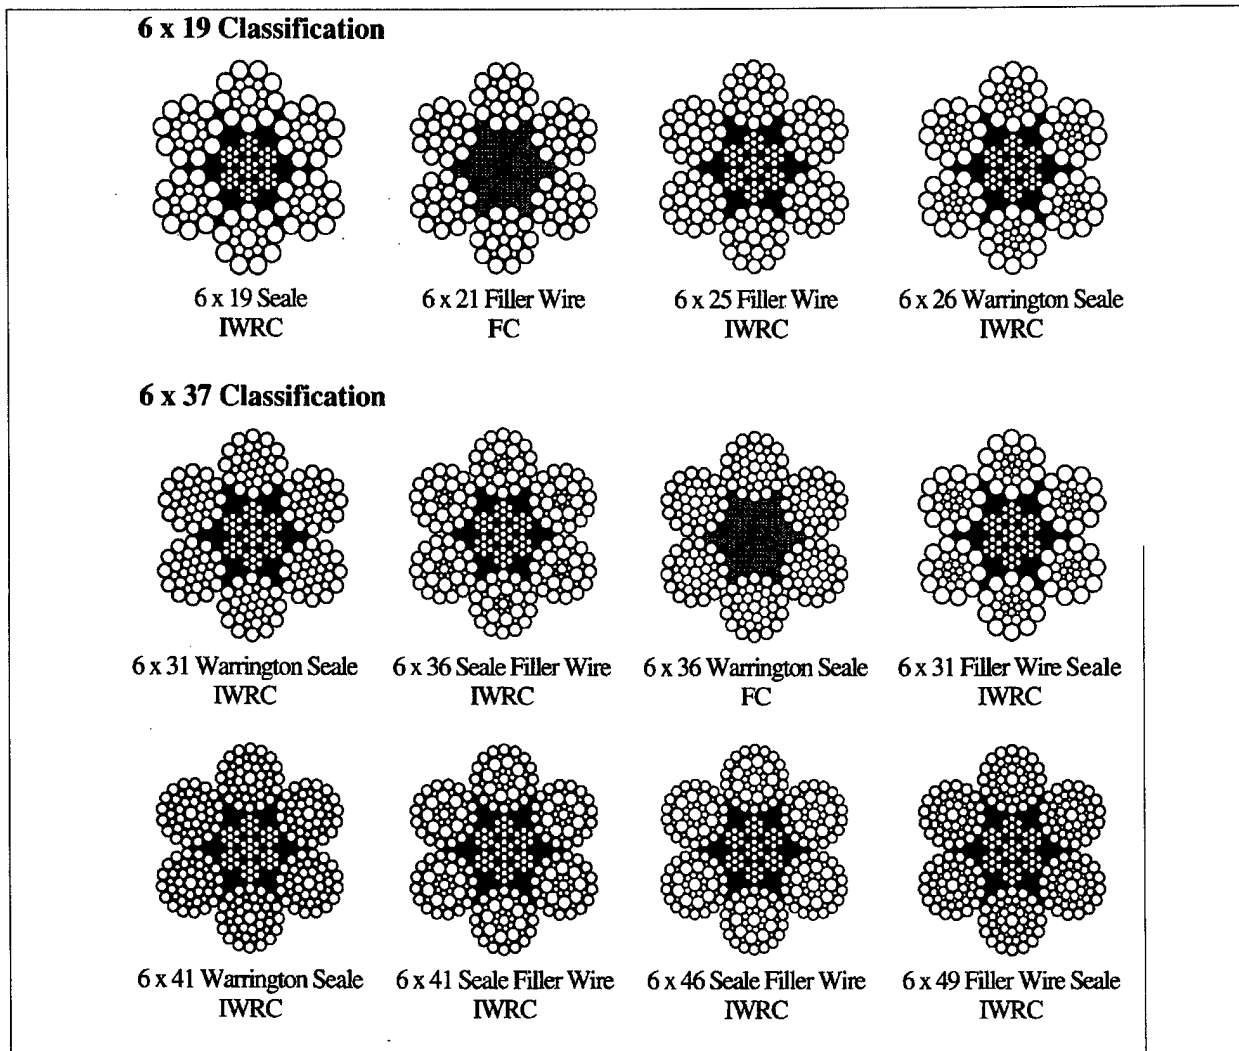 6 x 19 Classification
6 x 19 Seale
IWRC
6 x 21 Filler Wire
FC
6 x 25 Filler Wire
IWRC
6 x 26 Warrington Seale
IWRC
6 x 37 Classification
6 x 31 Warrington Seale
IWRC
6 x 36 Seale Filler Wire
IWRC
6 x 36 Warrington Seale
FC
6 x 31 Filler Wire Seale
IWRC
6 x 41 Warrington Seale
IWRC
6 x 41 Seale Filler Wire
IWRC
6 x 46 Seale Filler Wire
IWRC
6 x 49 Filler Wire Seale
IWRC